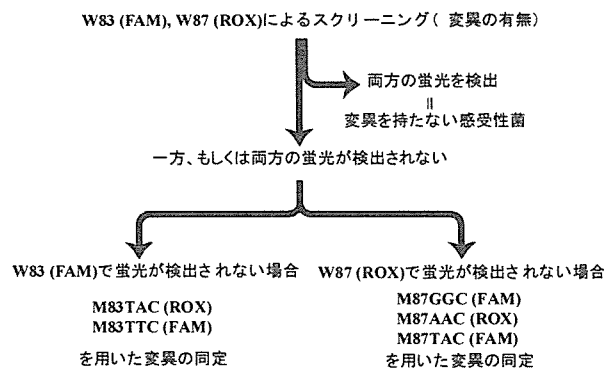 W83 (FAM), W87 (ROX)によるスクリーニング( 変異の有無)
両方の蛍光を検出
=
変異を持たない感受性菌
一方、もしくは両方の蛍光が検出されない
W83 (FAM)で蛍光が検出されない場合
M83TAC (ROX)
M83TTC (FAM)
を用いた変異の同定
W87 (ROX)で蛍光が検出されない場合
M87GGC (FAM)
M87AAC (ROX)
M87TAC (FAM)
を用いた変異の同定